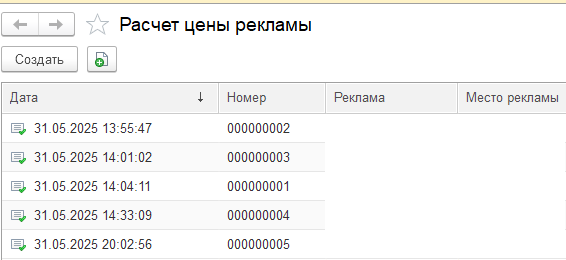 Расчет цены рекламы
Создать
Дата ↓ Номер Реклама Место рекламы
31.05.2025 13:55:47 000000002
31.05.2025 14:01:02 000000003
31.05.2025 14:04:11 000000001
31.05.2025 14:33:09 000000004
31.05.2025 20:02:56 000000005